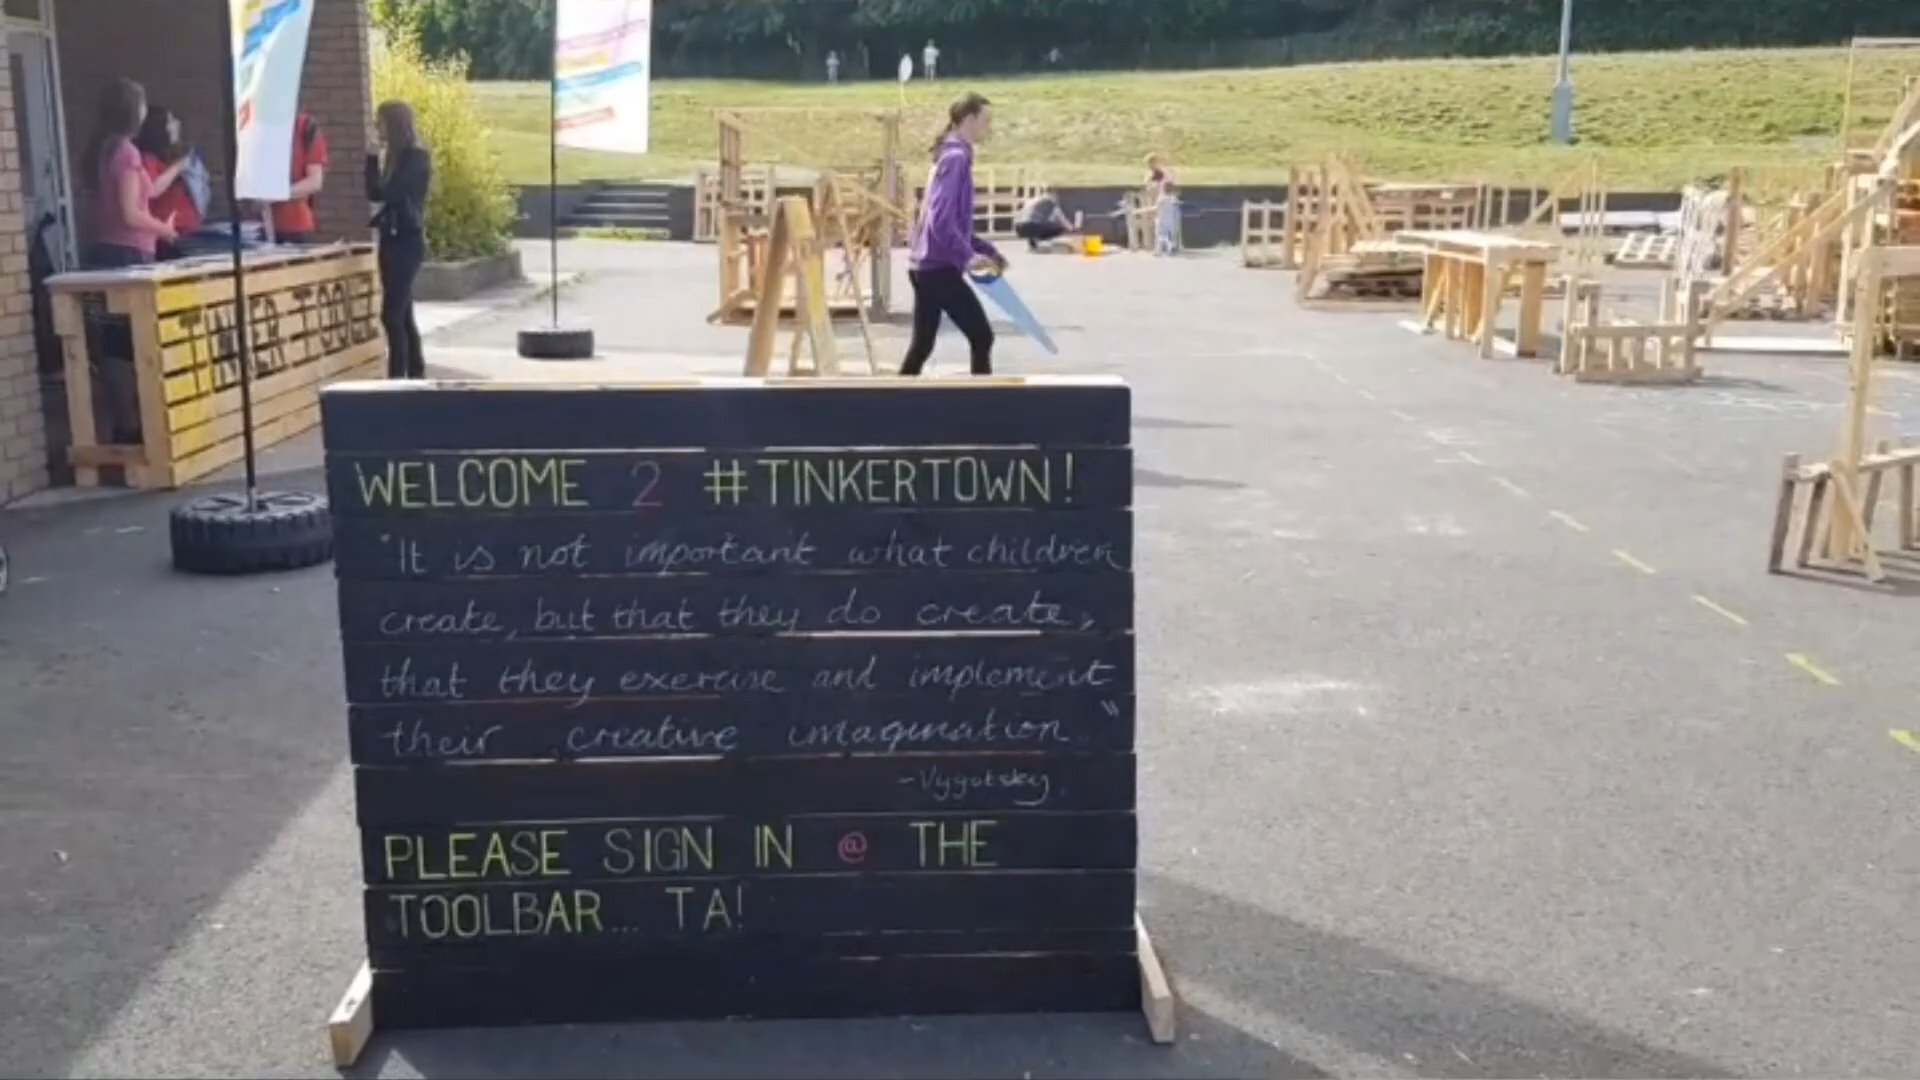 TINKER TOOLZ
WELCOME 2 #TINKERTOWN!
"It is not important what children
create, but that they do create,
that they exercise and implement
their creative imagination"
-Vygotsky.
PLEASE SIGN IN @ THE
TOOLBAR... TA!